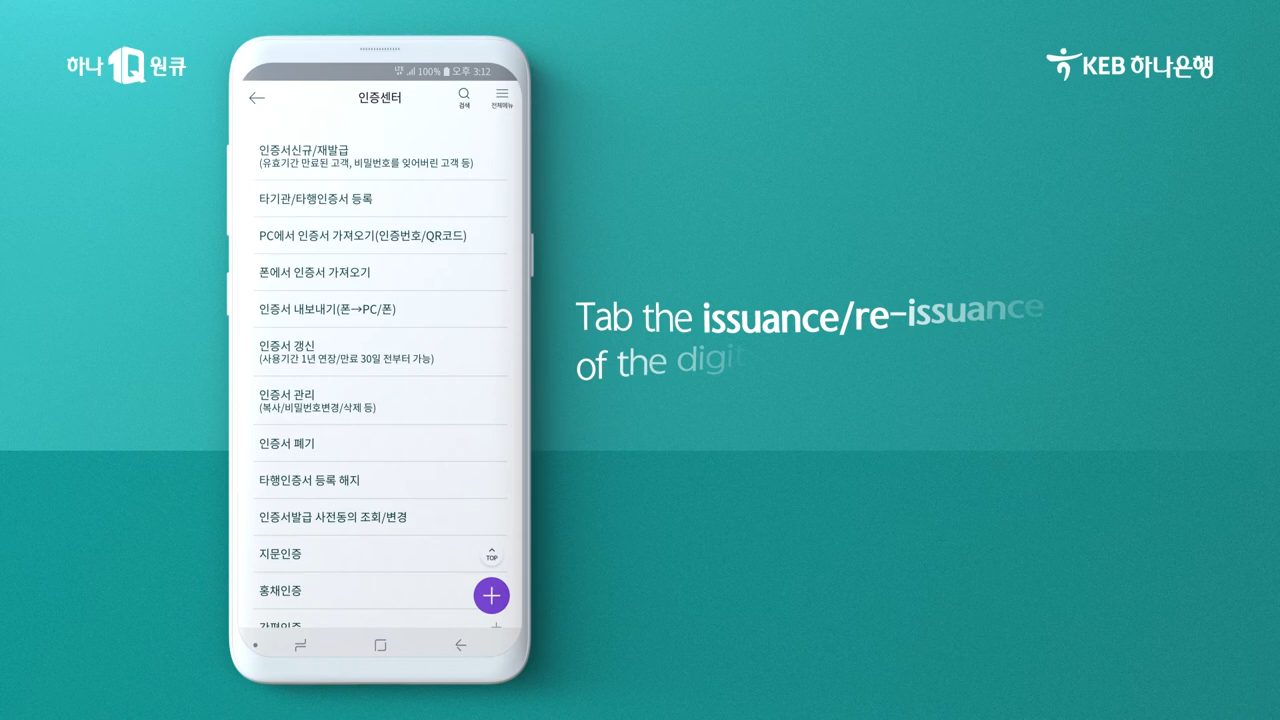 하나 1Q 원큐
KEB 하나은행
LTE 100% 오후 3:12
인증센터
검색
전체메뉴
인증서신규/재발급
(유효기간 만료된 고객, 비밀번호를 잊어버린 고객 등)
타기관/타행인증서 등록
PC에서 인증서 가져오기(인증번호/QR코드)
폰에서 인증서 가져오기
인증서 내보내기(폰→PC/폰)
인증서 갱신
(사용기간 1년 연장/만료 30일 전부터 가능)
인증서 관리
(복사/비밀번호변경/삭제 등)
인증서 폐기
타행인증서 등록 해지
인증서발급 사전동의 조회/변경
지문인증
TOP
홍채인증
간편인증
Tab the issuance/re-issuance
of the digit